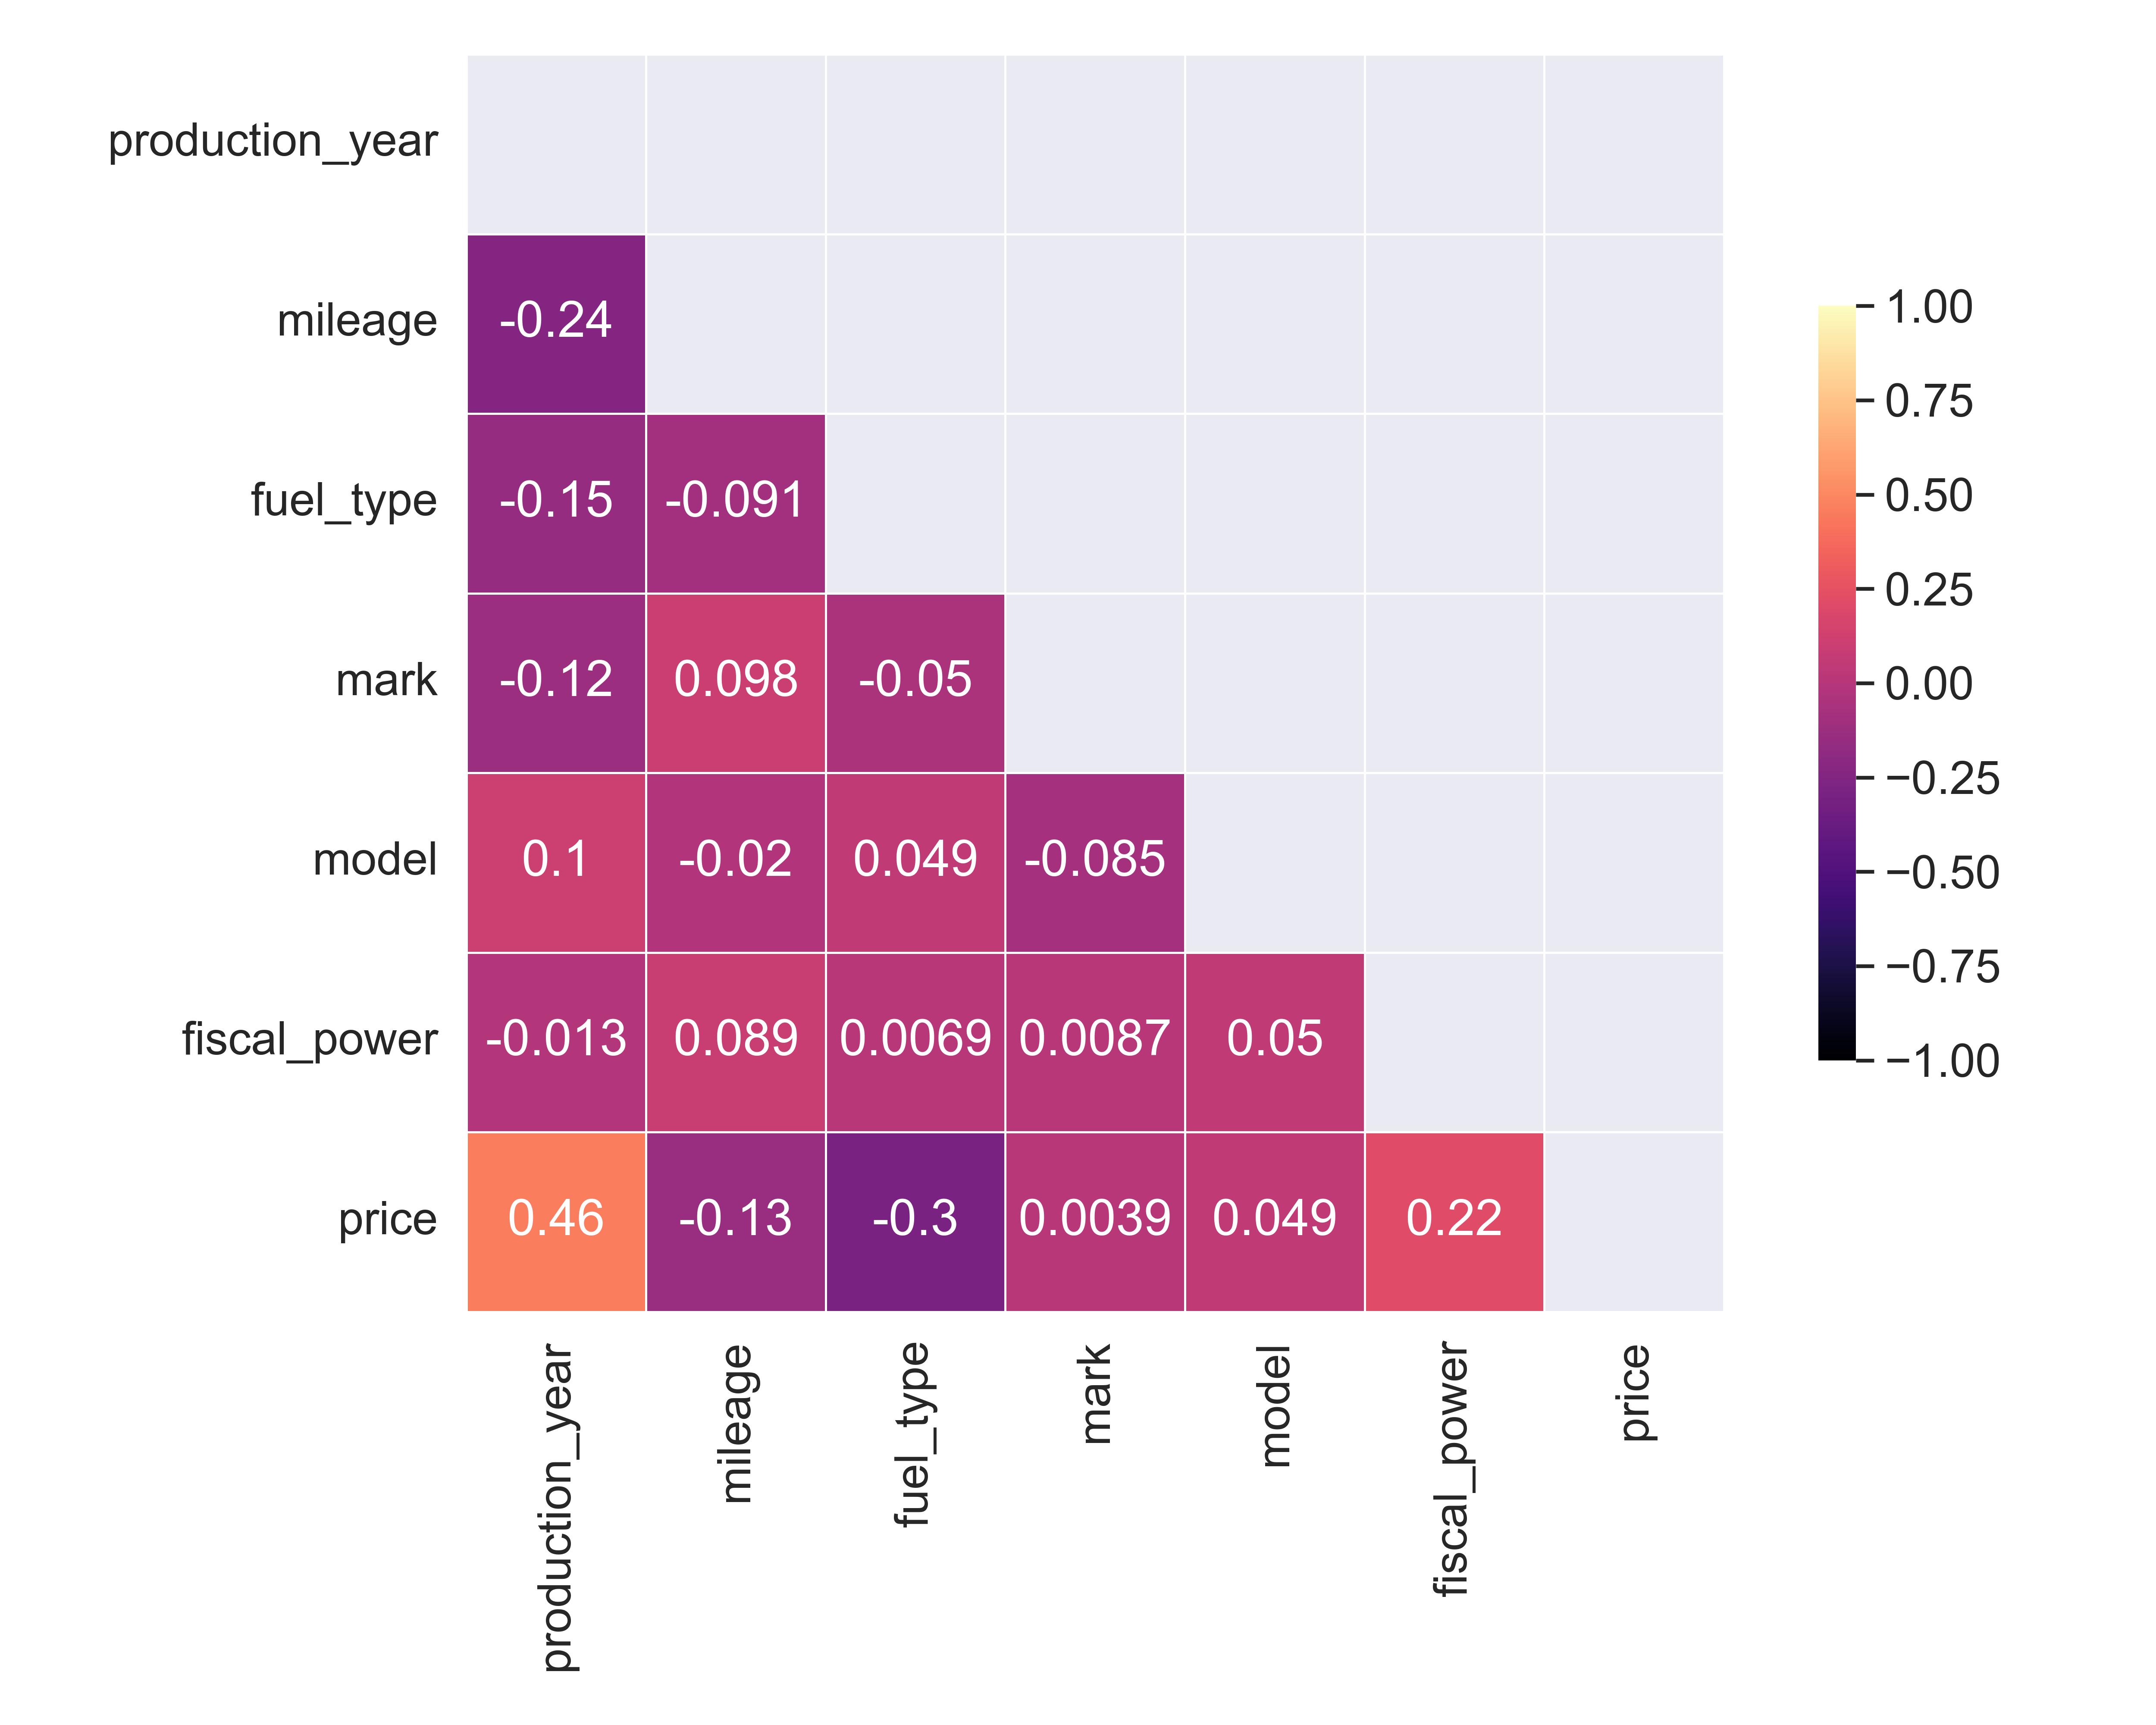 production_year
mileage -0.24
fuel_type -0.15 -0.091
mark -0.12 0.098 -0.05
model 0.1 -0.02 0.049 -0.085
fiscal_power -0.013 0.089 0.0069 0.0087 0.05
price 0.46 -0.13 -0.3 0.0039 0.049 0.22
production_year
mileage
fuel_type
mark
model
fiscal_power
price
1.00
0.75
0.50
0.25
0.00
−0.25
−0.50
−0.75
−1.00